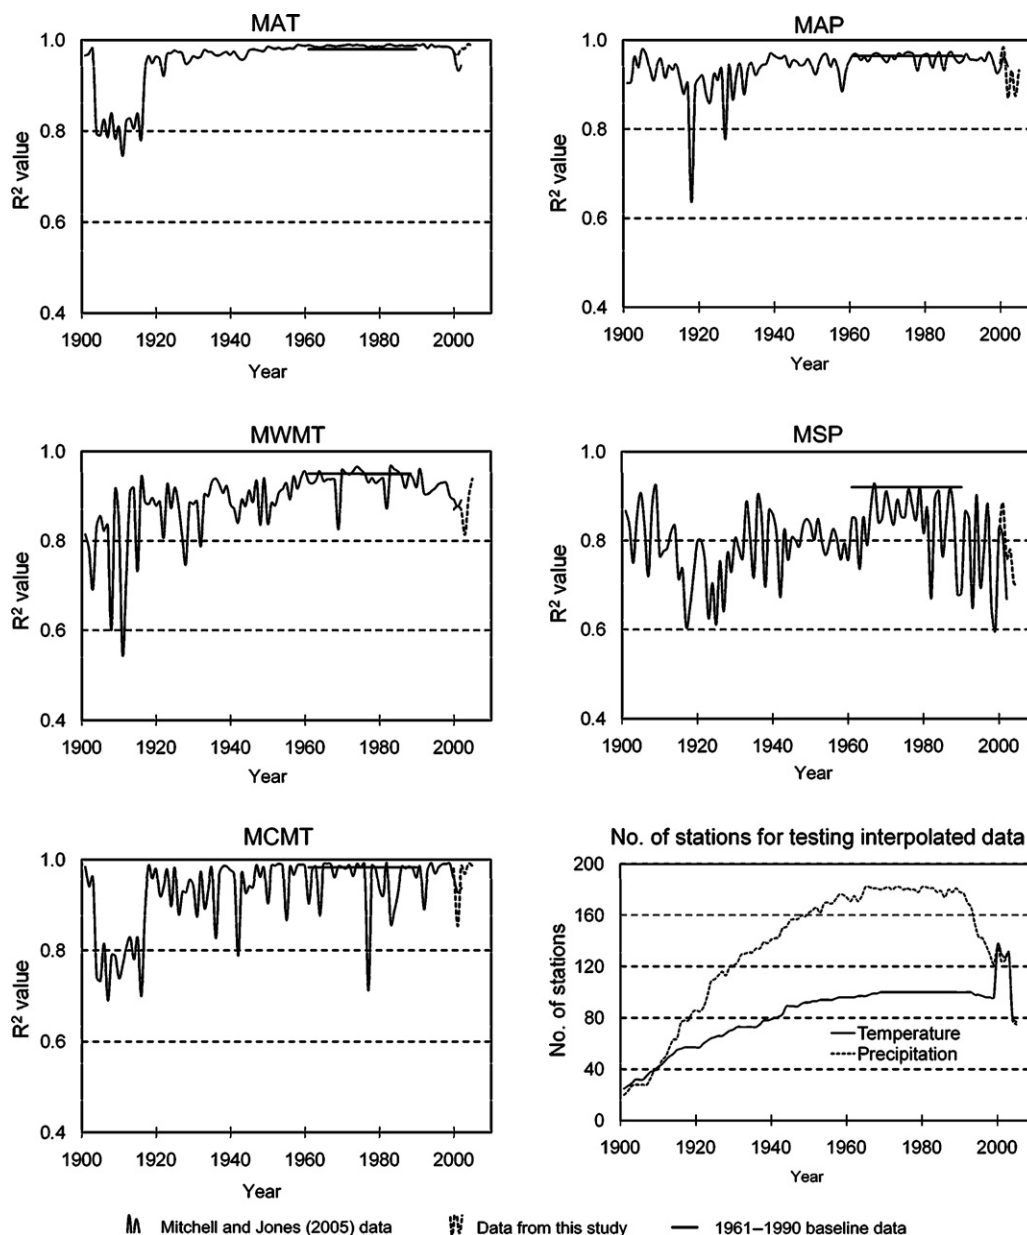 MAT
1.0
0.8
0.6
0.4
R² value
1900 1920 1940 1960 1980 2000
Year
MAP
1.0
0.8
0.6
0.4
R² value
1900 1920 1940 1960 1980 2000
Year
MWMT
1.0
0.8
0.6
0.4
R² value
1900 1920 1940 1960 1980 2000
Year
MSP
1.0
0.8
0.6
0.4
R² value
1900 1920 1940 1960 1980 2000
Year
MCMT
1.0
0.8
0.6
0.4
R² value
1900 1920 1940 1960 1980 2000
Year
No. of stations for testing interpolated data
200
160
120
80
40
0
No. of stations
Temperature
Precipitation
1900 1920 1940 1960 1980 2000
Year
Mitchell and Jones (2005) data
Data from this study
1961–1990 baseline data